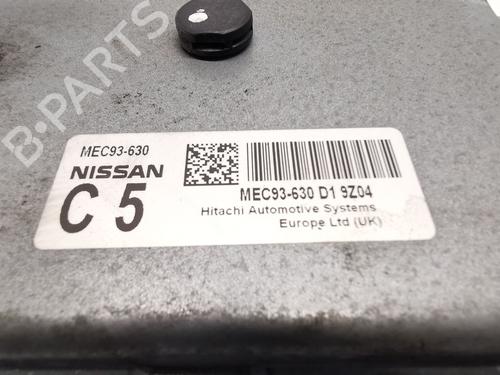 B-PARTS
MEC93-630
NISSAN
C 5
MEC93-630 D1 9Z04
Hitachi Automotive Systems
Europe Ltd (UK)